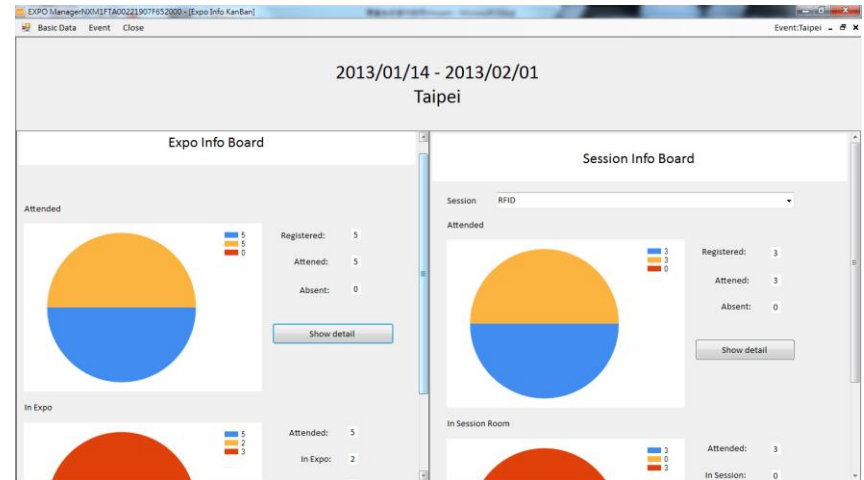 EXPO ManagerNXM1FTA00221907F652000 - [Expo Info KanBan]
Basic Data Event Close Event:Taipei
2013/01/14 - 2013/02/01
Taipei
Expo Info Board
Attended
5
5
0
Registered: 5
Attened: 5
Absent: 0
Show detail
In Expo
5
2
3
Attended: 5
In Expo: 2
Session Info Board
Session RFID
Attended
3
3
0
Registered: 3
Attened: 3
Absent: 0
Show detail
In Session Room
3
0
3
Attended: 3
In Session: 0